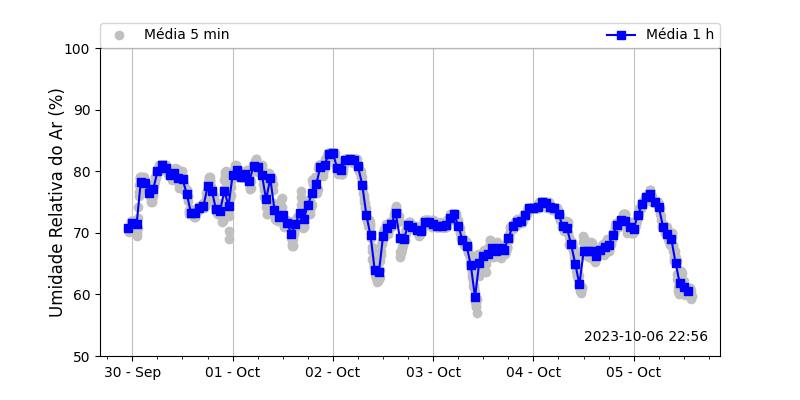 Média 5 min
Média 1 h
Umidade Relativa do Ar (%)
100
90
80
70
60
50
2023-10-06 22:56
30 - Sep
01 - Oct
02 - Oct
03 - Oct
04 - Oct
05 - Oct